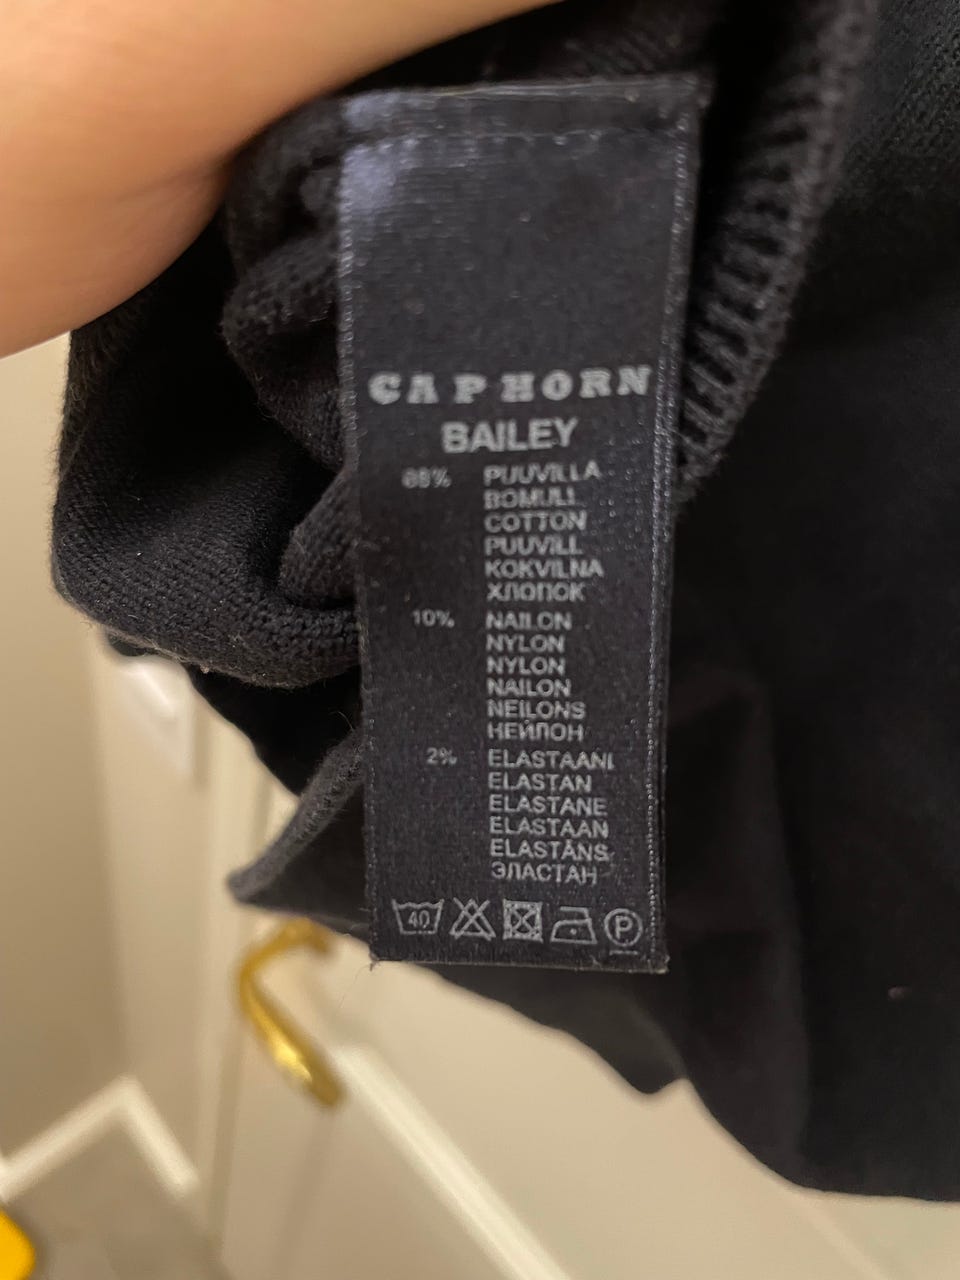 CAP HORN
BAILEY
88% PUUVILLA
BOMULL
COTTON
PUUVILL
KOKVILNA
ХЛОПОК
10% NAILON
NYLON
NYLON
NAILON
NEILONS
НЕЙЛОН
2% ELASTAANI
ELASTAN
ELASTANE
ELASTAAN
ELASTĀNS
ЭЛАСТАН
40
P